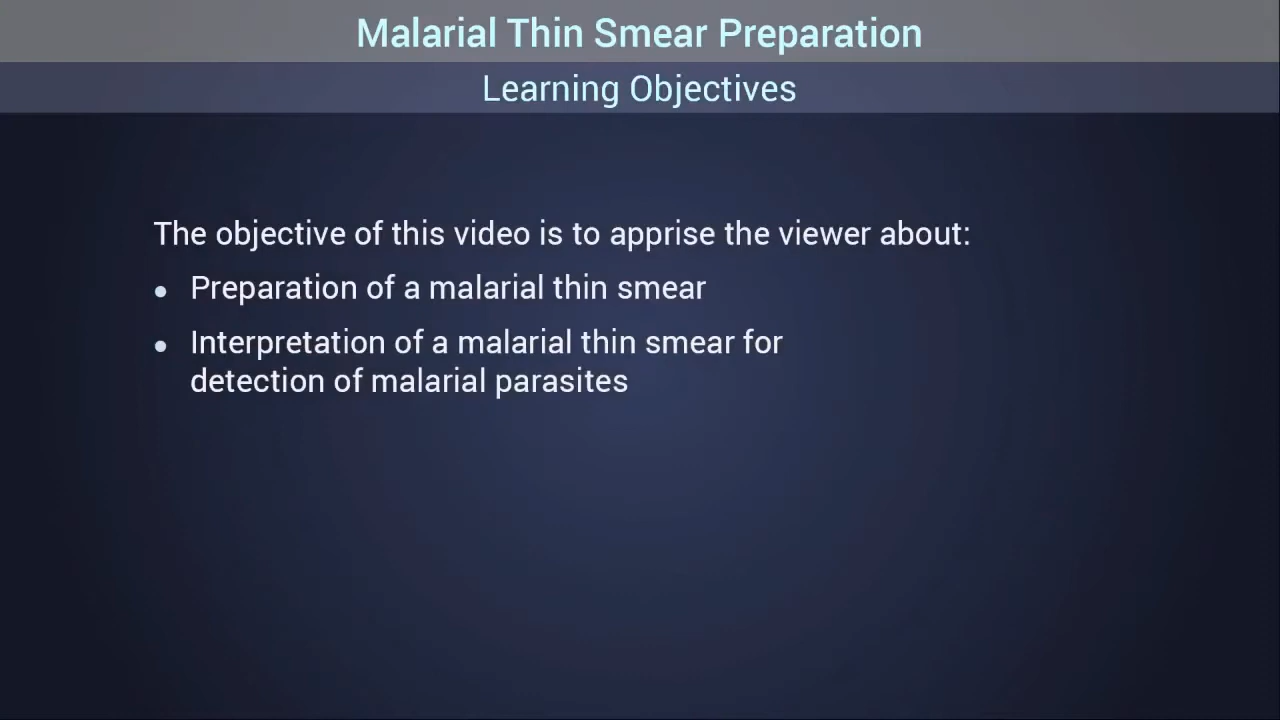 Malarial Thin Smear Preparation
Learning Objectives
The objective of this video is to apprise the viewer about:
• Preparation of a malarial thin smear
• Interpretation of a malarial thin smear for
detection of malarial parasites